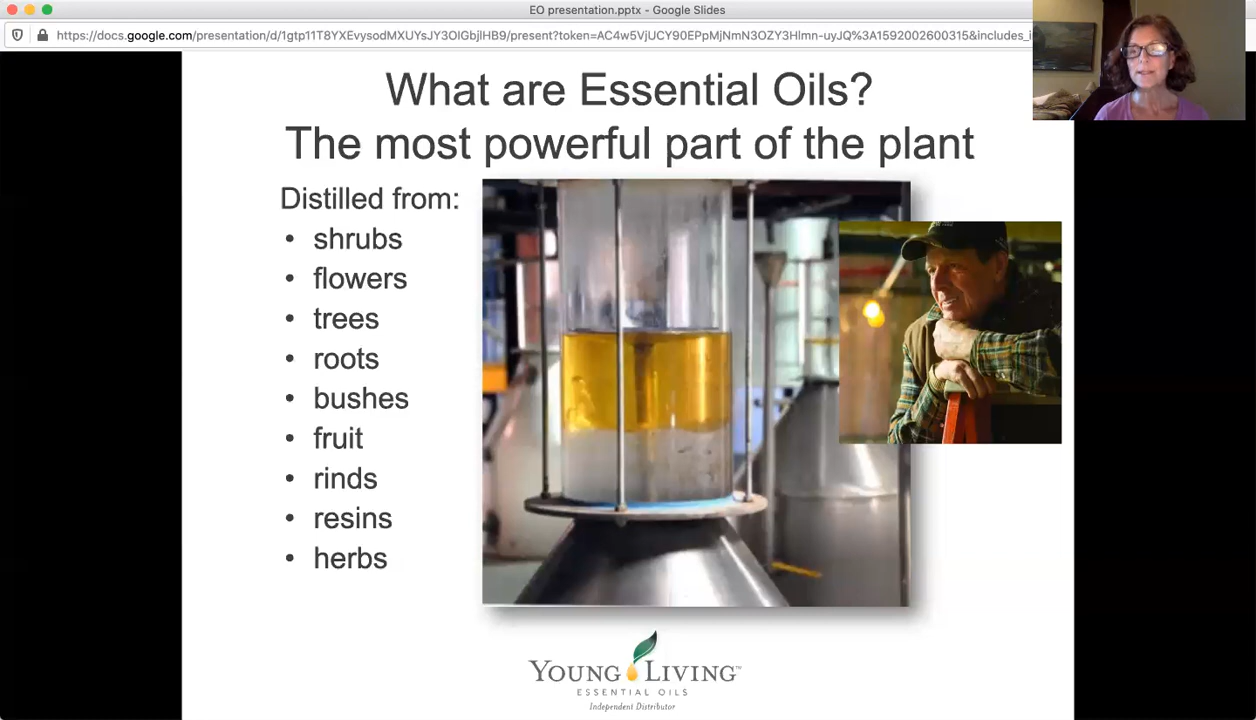 EO presentation.pptx - Google Slides
https://docs.google.com/presentation/d/1gtp11T8YXEvysodMXUYsJY3OlGbjlHB9/present?token=AC4w5VjUCY90EPpMjNmN3OZY3Hlmn-uyJQ%3A1592002600315&includes_i
What are Essential Oils?
The most powerful part of the plant
Distilled from:
• shrubs
• flowers
• trees
• roots
• bushes
• fruit
• rinds
• resins
• herbs
YOUNG LIVING™
ESSENTIAL OILS
Independent Distributor